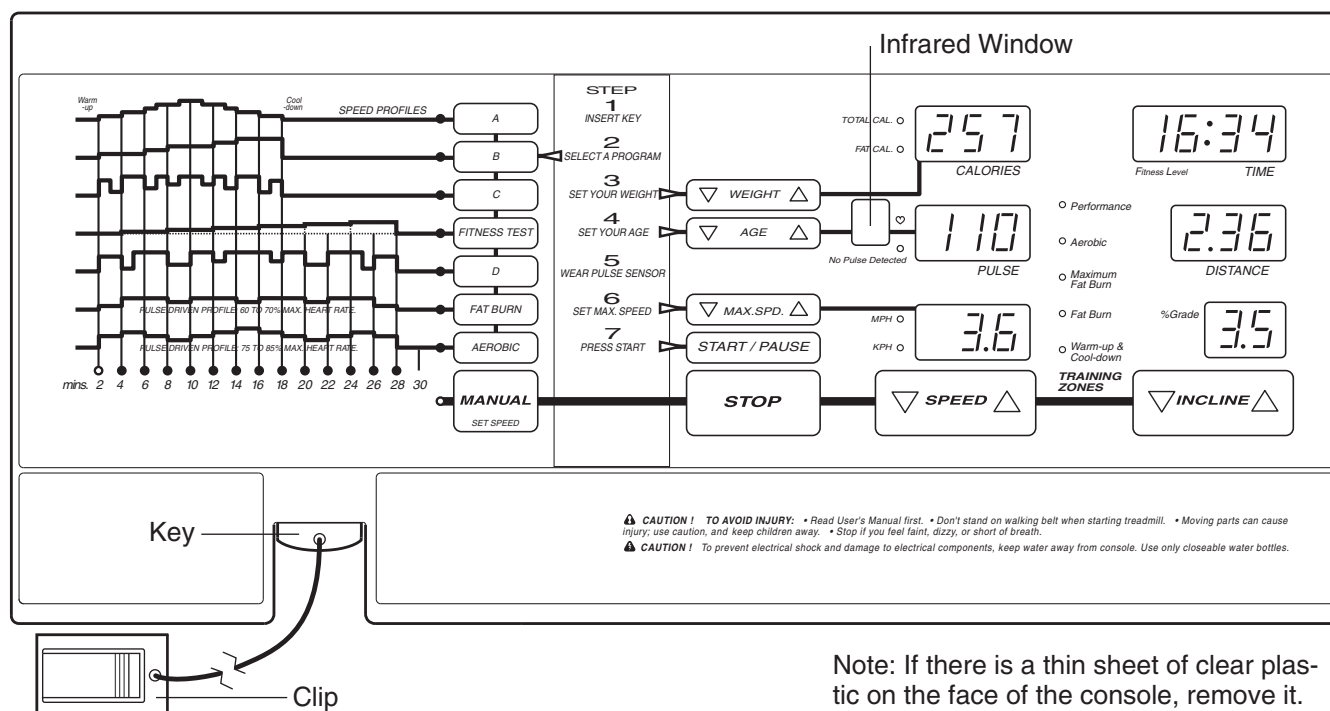 Infrared Window
Warm
-up
Cool
-down
SPEED PROFILES
A
B
C
FITNESS TEST
D
PULSE DRIVEN PROFILE: 60 TO 70% MAX. HEART RATE.
FAT BURN
PULSE DRIVEN PROFILE: 75 TO 85% MAX. HEART RATE.
AEROBIC
mins. 2 4 6 8 10 12 14 16 18 20 22 24 26 28 30
MANUAL
SET SPEED
STEP
1
INSERT KEY
2
SELECT A PROGRAM
3
SET YOUR WEIGHT
4
SET YOUR AGE
5
WEAR PULSE SENSOR
6
SET MAX. SPEED
7
PRESS START
▽ WEIGHT △
▽ AGE △
▽ MAX.SPD. △
START / PAUSE
STOP
TOTAL CAL.
FAT CAL.
257
CALORIES
♡
No Pulse Detected
110
PULSE
MPH
KPH
3.6
▽ SPEED △
16:34
Fitness Level TIME
Performance
Aerobic
Maximum
Fat Burn
Fat Burn
Warm-up &
Cool-down
TRAINING
ZONES
2.36
DISTANCE
%Grade
3.5
▽ INCLINE △
Key
Clip
CAUTION ! TO AVOID INJURY: • Read User's Manual first. • Don't stand on walking belt when starting treadmill. • Moving parts can cause
injury; use caution, and keep children away. • Stop if you feel faint, dizzy, or short of breath.
CAUTION ! To prevent electrical shock and damage to electrical components, keep water away from console. Use only closeable water bottles.
Note: If there is a thin sheet of clear plas-
tic on the face of the console, remove it.